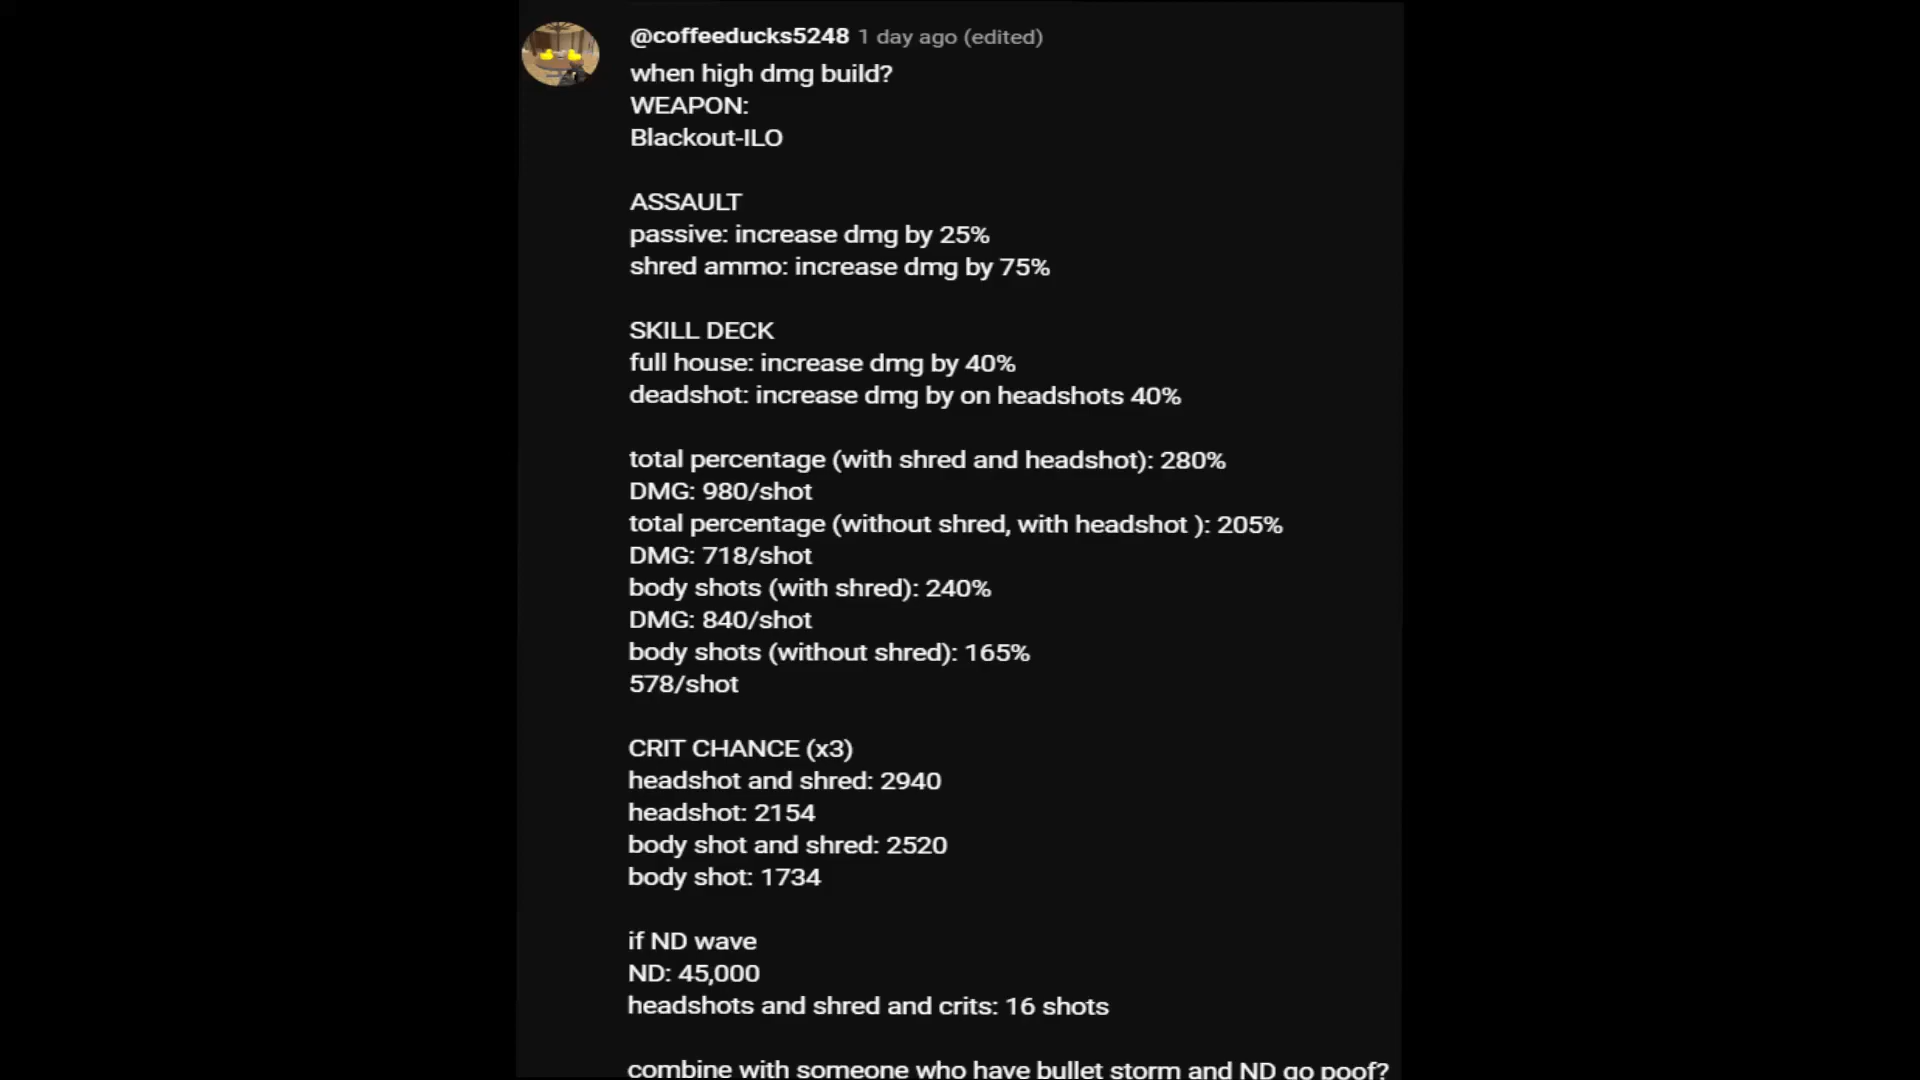 @coffeeducks5248 1 day ago (edited)
when high dmg build?
WEAPON:
Blackout-ILO
ASSAULT
passive: increase dmg by 25%
shred ammo: increase dmg by 75%
SKILL DECK
full house: increase dmg by 40%
deadshot: increase dmg by on headshots 40%
total percentage (with shred and headshot): 280%
DMG: 980/shot
total percentage (without shred, with headshot ): 205%
DMG: 718/shot
body shots (with shred): 240%
DMG: 840/shot
body shots (without shred): 165%
578/shot
CRIT CHANCE (x3)
headshot and shred: 2940
headshot: 2154
body shot and shred: 2520
body shot: 1734
if ND wave
ND: 45,000
headshots and shred and crits: 16 shots
combine with someone who have bullet storm and ND go poof?